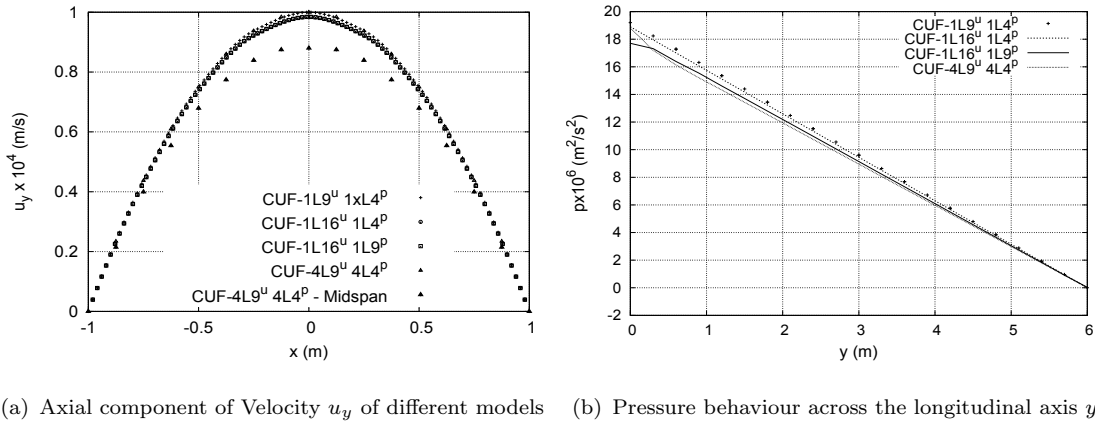 1
0.8
0.6
0.4
0.2
0
-1
-0.5
0
0.5
1
u_y x 10^4 (m/s)
x (m)
CUF-1L9^u 1xL4^p
CUF-1L16^u 1L4^p
CUF-1L16^u 1L9^p
CUF-4L9^u 4L4^p
CUF-4L9^u 4L4^p - Midspan
20
18
16
14
12
10
8
6
4
2
0
-2
0
1
2
3
4
5
6
px10^6 (m^2/s^2)
y (m)
CUF-1L9^u 1L4^p
CUF-1L16^u 1L4^p
CUF-1L16^u 1L9^p
CUF-4L9^u 4L4^p
(a) Axial component of Velocity u_y of different models
(b) Pressure behaviour across the longitudinal axis y